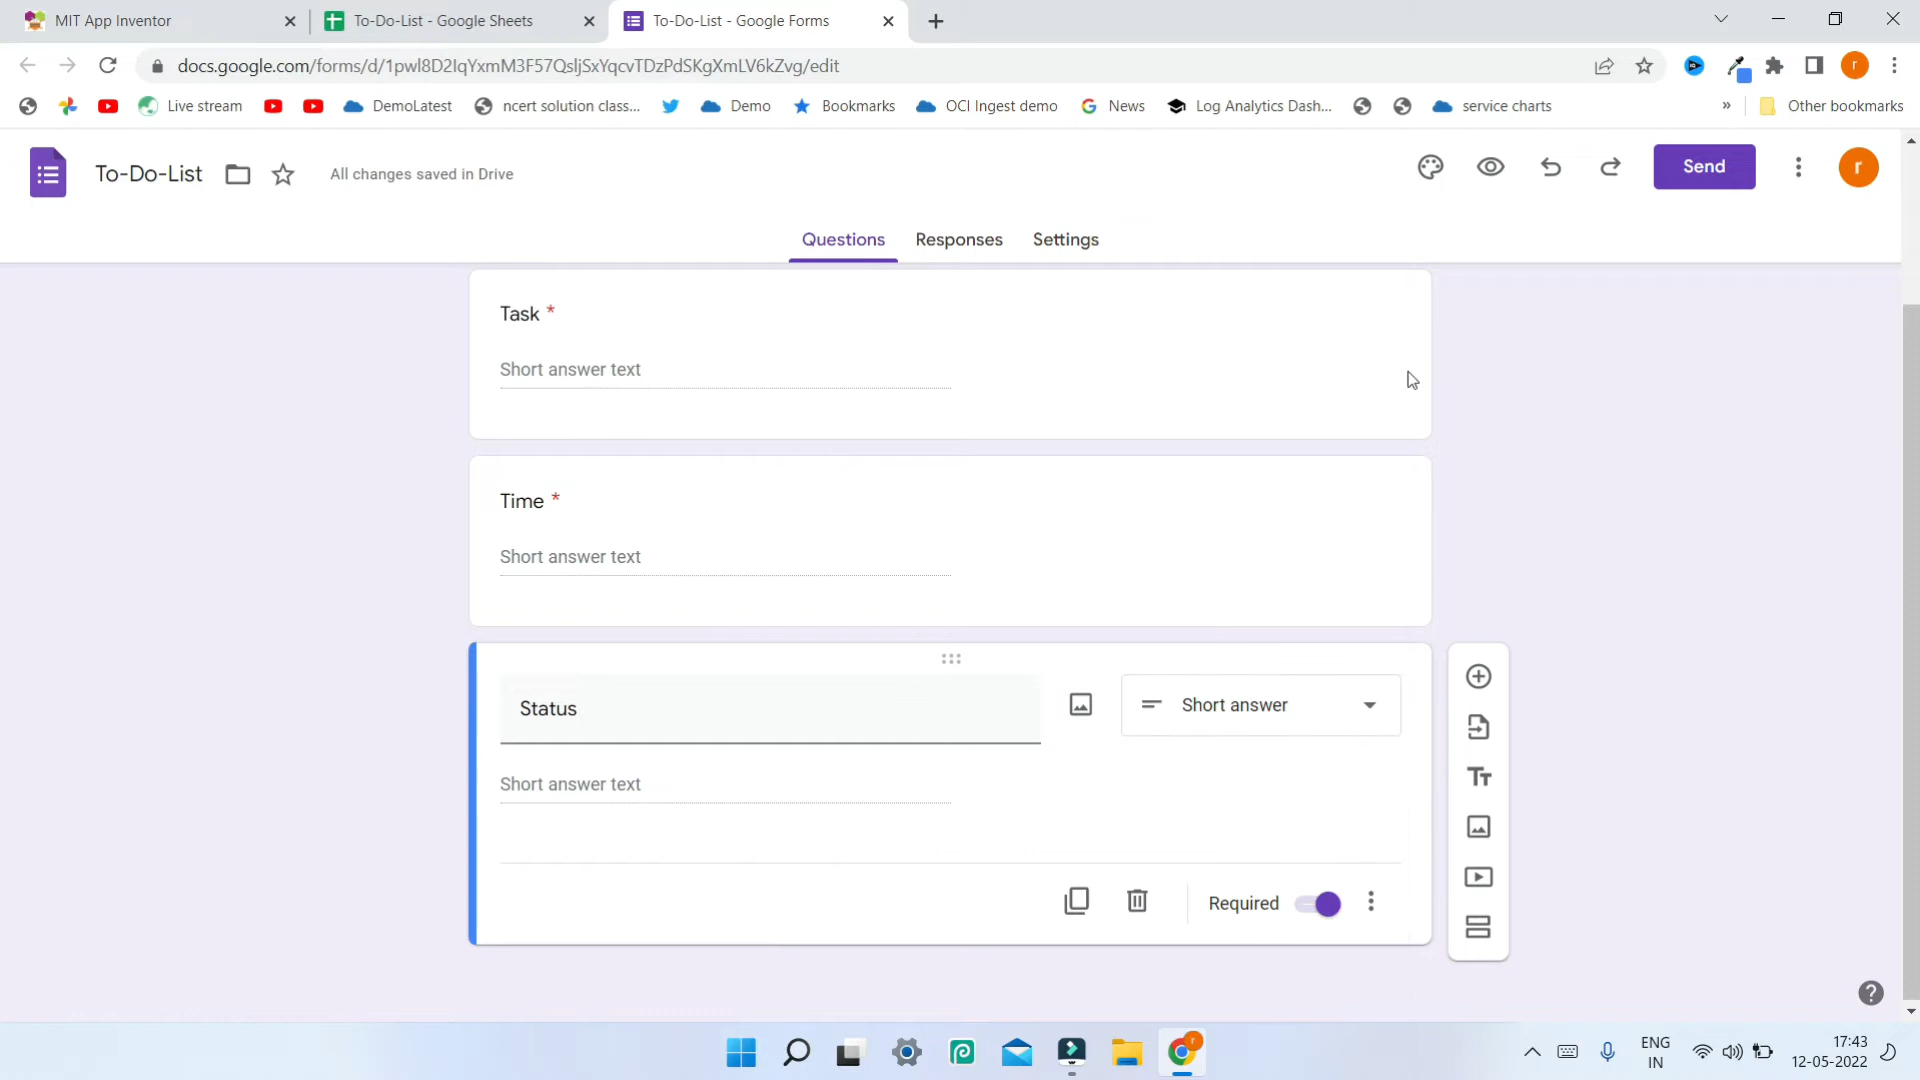 MIT App Inventor
To-Do-List - Google Sheets
To-Do-List - Google Forms
docs.google.com/forms/d/1pwl8D2IqYxmM3F57QsljSxYqcvTDzPdSKgXmLV6kZvg/edit
r
Live stream
DemoLatest
ncert solution class...
Demo
Bookmarks
OCI Ingest demo
News
Log Analytics Dash...
service charts
»
Other bookmarks
To-Do-List
All changes saved in Drive
Send
r
Questions
Responses
Settings
Task *
Short answer text
Time *
Short answer text
Status
Short answer
Short answer text
Required
ENG
IN
17:43
12-05-2022